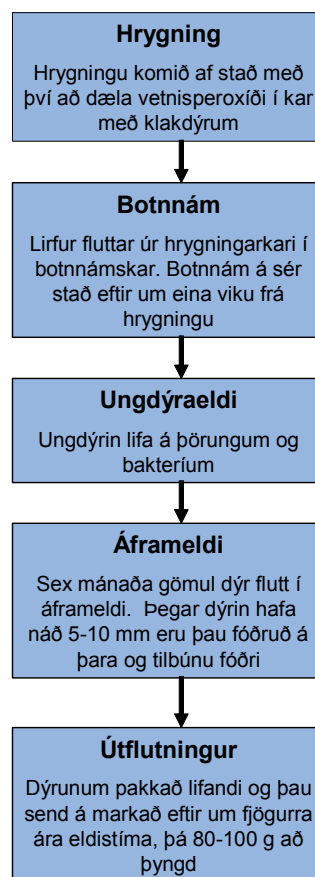 Hrygning
Hrygningu komið af stað með
því að dæla vetnisperoxíði í kar
með klakdýrum
Botnnám
Lirfur fluttar úr hrygningarkari í
botnnámskar. Botnnám á sér
stað eftir um eina viku frá
hrygningu
Ungdýraeldi
Ungdýrin lifa á þörungum og
bakteríum
Áframeldi
Sex mánaða gömul dýr flutt í
áframeldi. Þegar dýrin hafa
náð 5-10 mm eru þau fóðruð á
þara og tilbúnu fóðri
Útflutningur
Dýrunum pakkað lifandi og þau
send á markað eftir um fjögurra
ára eldistíma, þá 80-100 g að
þyngd